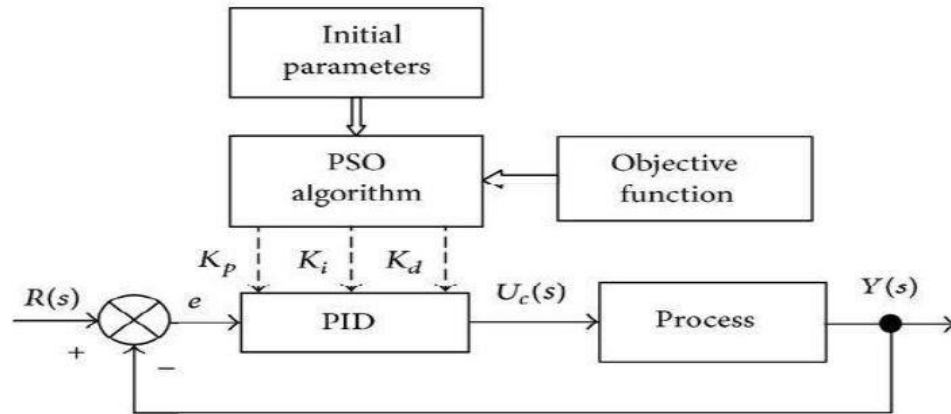 Initial
parameters
PSO
algorithm
Objective
function
K_p K_i K_d
R(s) e U_c(s) Y(s)
PID Process
+
−